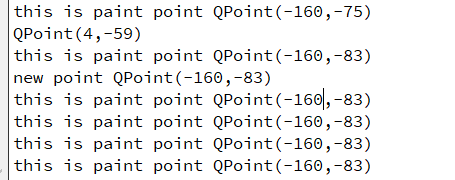 this is paint point QPoint(-160,-75)
QPoint(4,-59)
this is paint point QPoint(-160,-83)
new point QPoint(-160,-83)
this is paint point QPoint(-160,-83)
this is paint point QPoint(-160,-83)
this is paint point QPoint(-160,-83)
this is paint point QPoint(-160,-83)